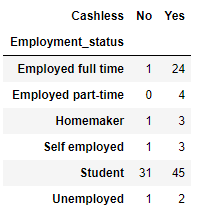 Cashless No Yes
Employment_status
Employed full time 1 24
Employed part-time 0 4
Homemaker 1 3
Self employed 1 3
Student 31 45
Unemployed 1 2